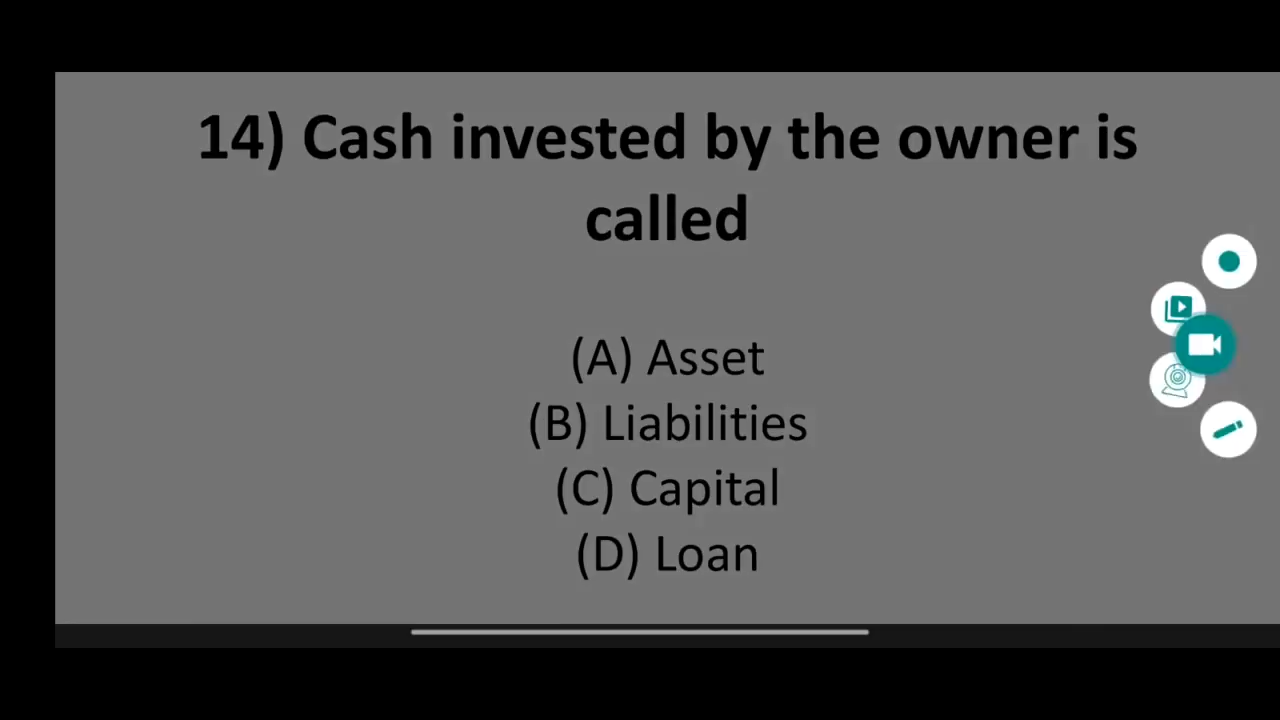 14) Cash invested by the owner is
called
(A) Asset
(B) Liabilities
(C) Capital
(D) Loan